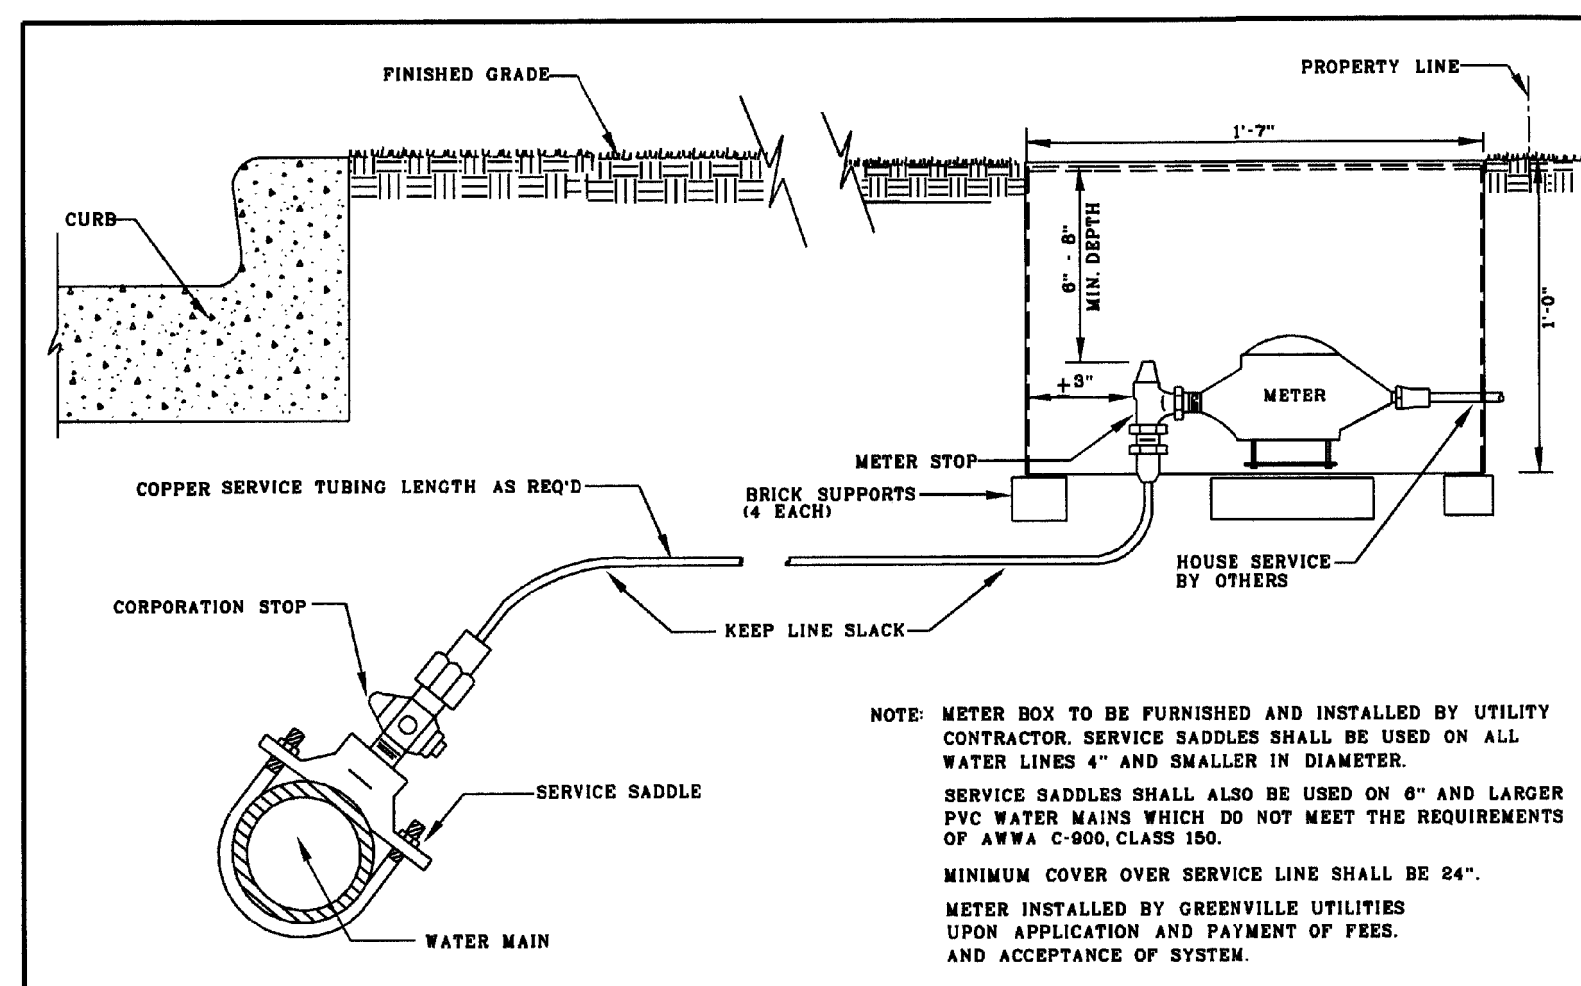 FINISHED GRADE
PROPERTY LINE
1'-7"
CURB
6" - 8"
MIN. DEPTH
1'-0"
±3"
METER
METER STOP
COPPER SERVICE TUBING LENGTH AS REQ'D
BRICK SUPPORTS
(4 EACH)
HOUSE SERVICE
BY OTHERS
CORPORATION STOP
KEEP LINE SLACK
NOTE: METER BOX TO BE FURNISHED AND INSTALLED BY UTILITY
CONTRACTOR. SERVICE SADDLES SHALL BE USED ON ALL
WATER LINES 4" AND SMALLER IN DIAMETER.
SERVICE SADDLE
SERVICE SADDLES SHALL ALSO BE USED ON 6" AND LARGER
PVC WATER MAINS WHICH DO NOT MEET THE REQUIREMENTS
OF AWWA C-900, CLASS 150.
MINIMUM COVER OVER SERVICE LINE SHALL BE 24".
METER INSTALLED BY GREENVILLE UTILITIES
UPON APPLICATION AND PAYMENT OF FEES.
AND ACCEPTANCE OF SYSTEM.
WATER MAIN